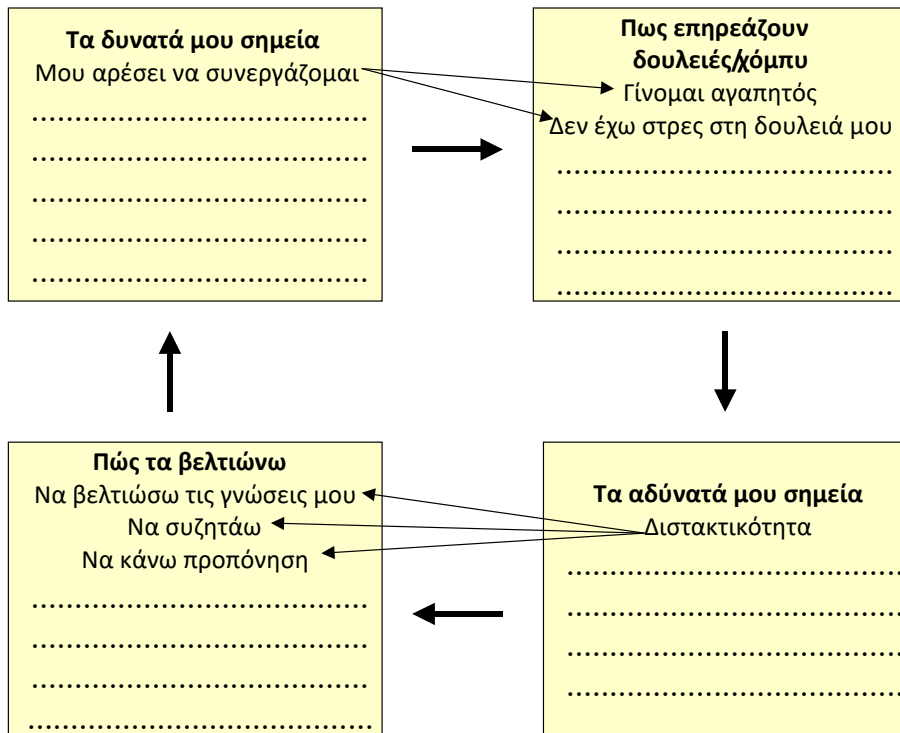 Τα δυνατά μου σημεία
Μου αρέσει να συνεργάζομαι
......................................
......................................
......................................
......................................
......................................
Πως επηρεάζουν
δουλειές/χόμπυ
Γίνομαι αγαπητός
Δεν έχω στρες στη δουλειά μου
......................................
......................................
......................................
......................................
Πώς τα βελτιώνω
Να βελτιώσω τις γνώσεις μου
Να συζητάω
Να κάνω προπόνηση
......................................
......................................
......................................
.......................................
Τα αδύνατά μου σημεία
Διστακτικότητα
......................................
......................................
......................................
......................................